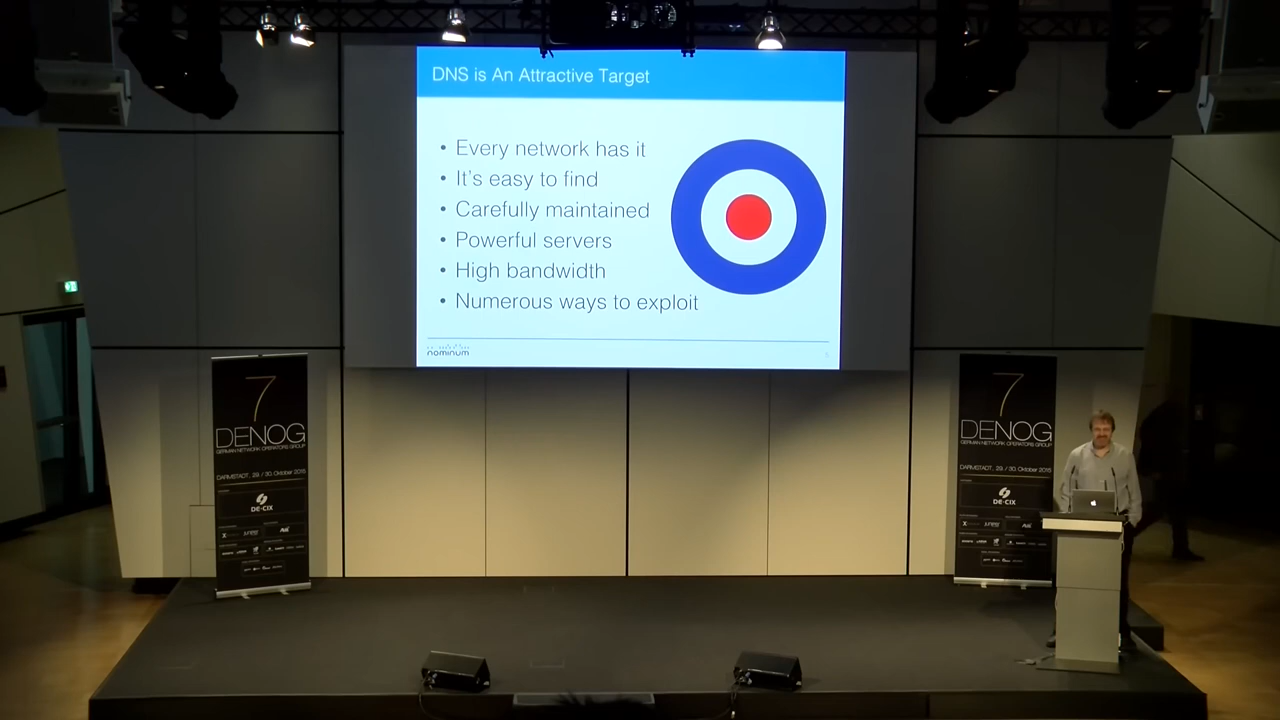 DNS is An Attractive Target
• Every network has it
• It's easy to find
• Carefully maintained
• Powerful servers
• High bandwidth
• Numerous ways to exploit
nominum
5
7
DENOG
GERMAN NETWORK OPERATORS GROUP
DARMSTADT, 29. / 30. Oktober 2015
DE-CIX
7
DENOG
GERMAN NETWORK OPERATORS GROUP
DARMSTADT, 29. / 30. Oktober 2015
DE-CIX